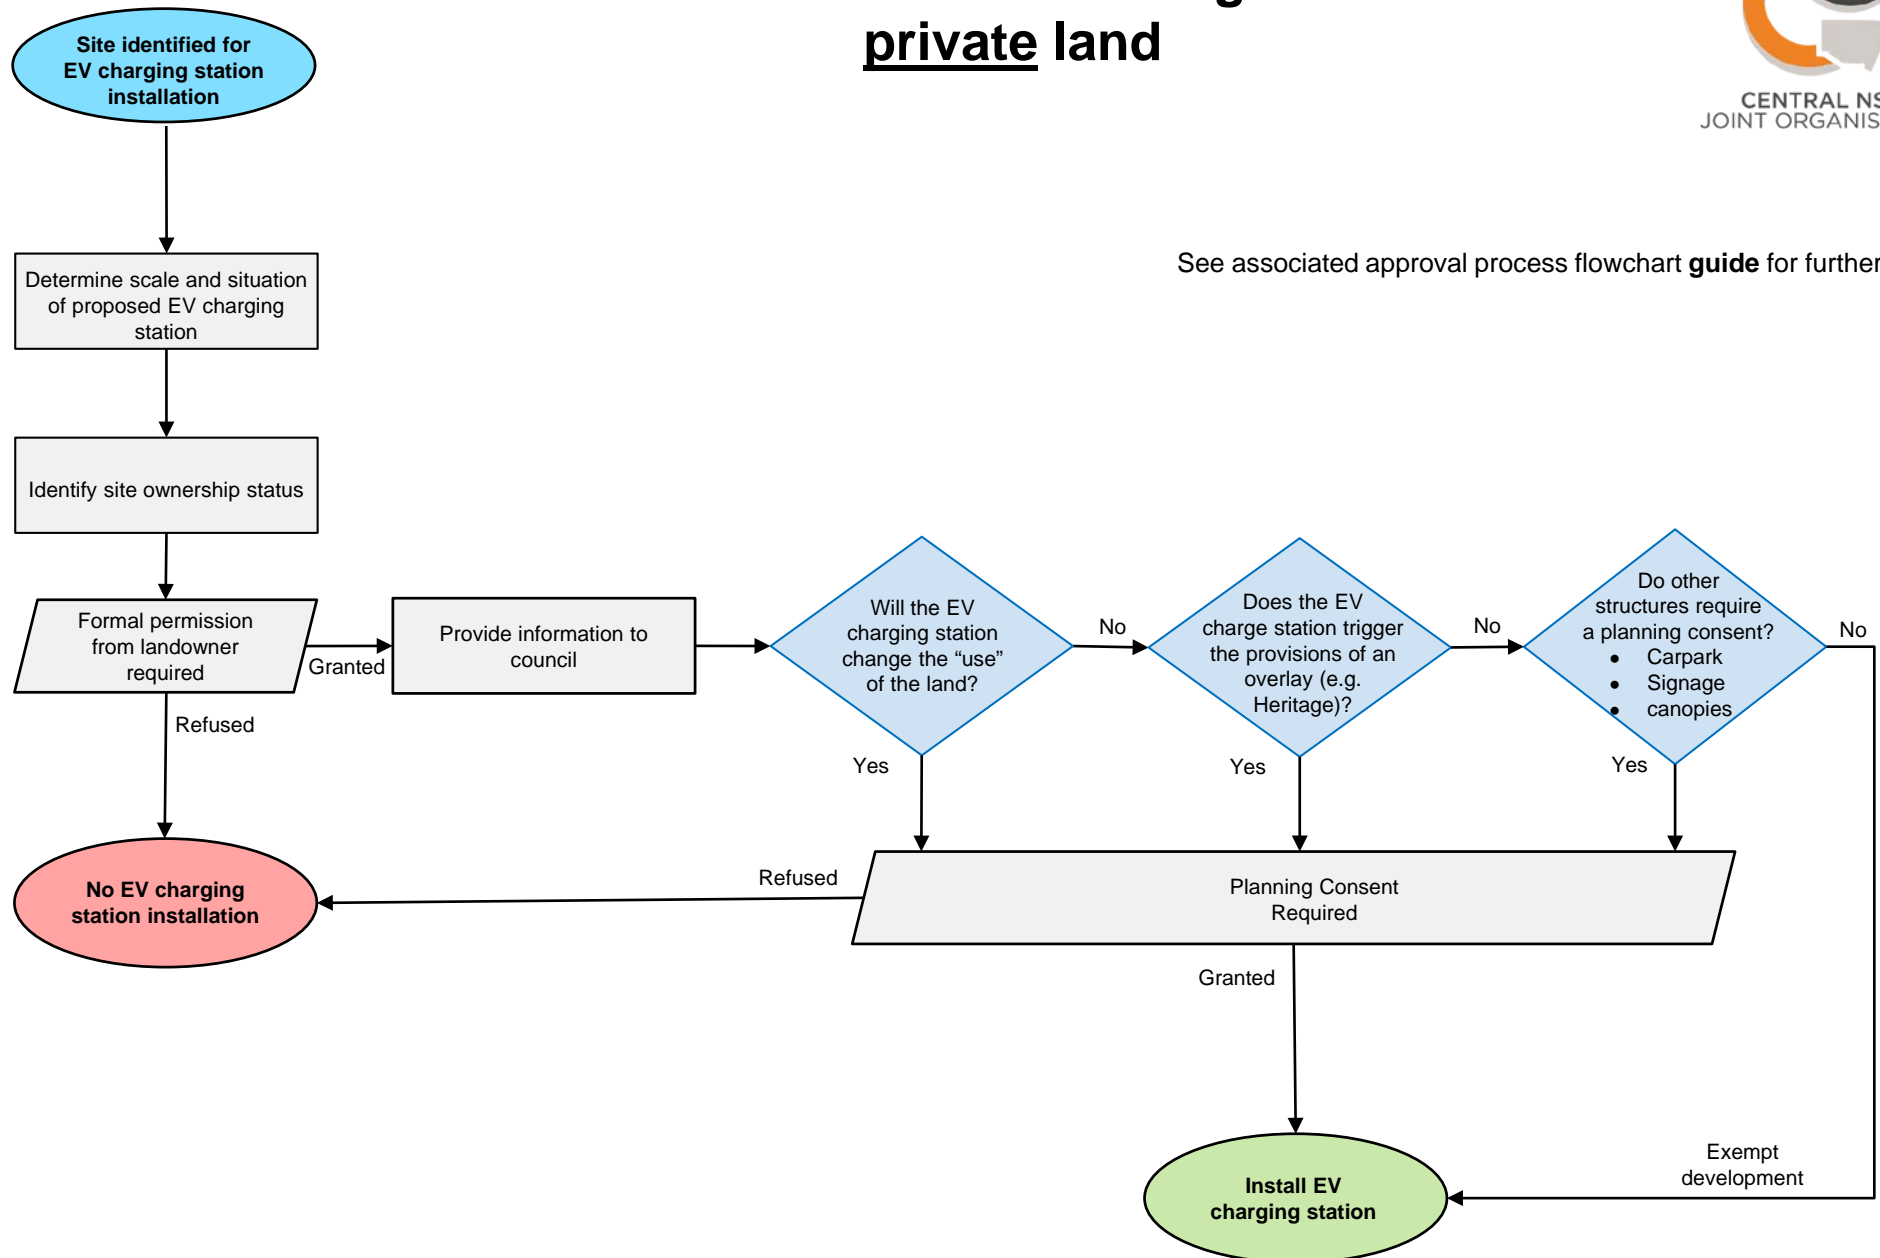 private land
CENTRAL
JOINT
Site identified for
EV charging station
installation
See associated approval process flowchart guide for further
Determine scale and situation
of proposed EV charging
station
Identify site ownership status
Formal permission
from landowner
required
Granted
Refused
Provide information to
council
Will the EV
charging station
change the “use”
of the land?
No
Yes
Does the EV
charge station trigger
the provisions of an
overlay (e.g.
Heritage)?
No
Yes
Do other
structures require
a planning consent?
• Carpark
• Signage
• canopies
No
Yes
No EV charging
station installation
Refused
Planning Consent
Required
Granted
Exempt
development
Install EV
charging station